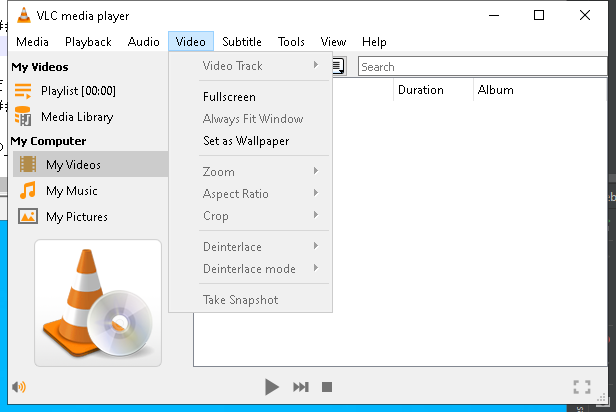 VLC media player
Media Playback Audio Video Subtitle Tools View Help
My Videos
Playlist [00:00]
Media Library
My Computer
My Videos
My Music
My Pictures
Video Track
Fullscreen
Always Fit Window
Set as Wallpaper
Zoom
Aspect Ratio
Crop
Deinterlace
Deinterlace mode
Take Snapshot
Search
Duration Album